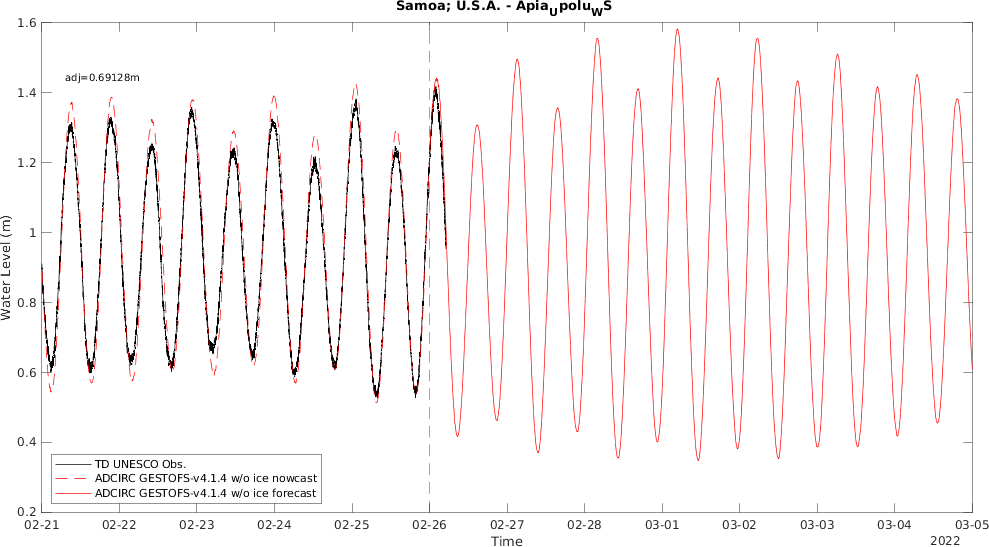 Samoa; U.S.A. - ApiaUpoluWS
1.6
1.4
1.2
1
0.8
0.6
0.4
0.2
Water Level (m)
adj=0.69128m
TD UNESCO Obs.
ADCIRC GESTOFS-v4.1.4 w/o ice nowcast
ADCIRC GESTOFS-v4.1.4 w/o ice forecast
02-21 02-22 02-23 02-24 02-25 02-26 02-27 02-28 03-01 03-02 03-03 03-04 03-05
Time
2022